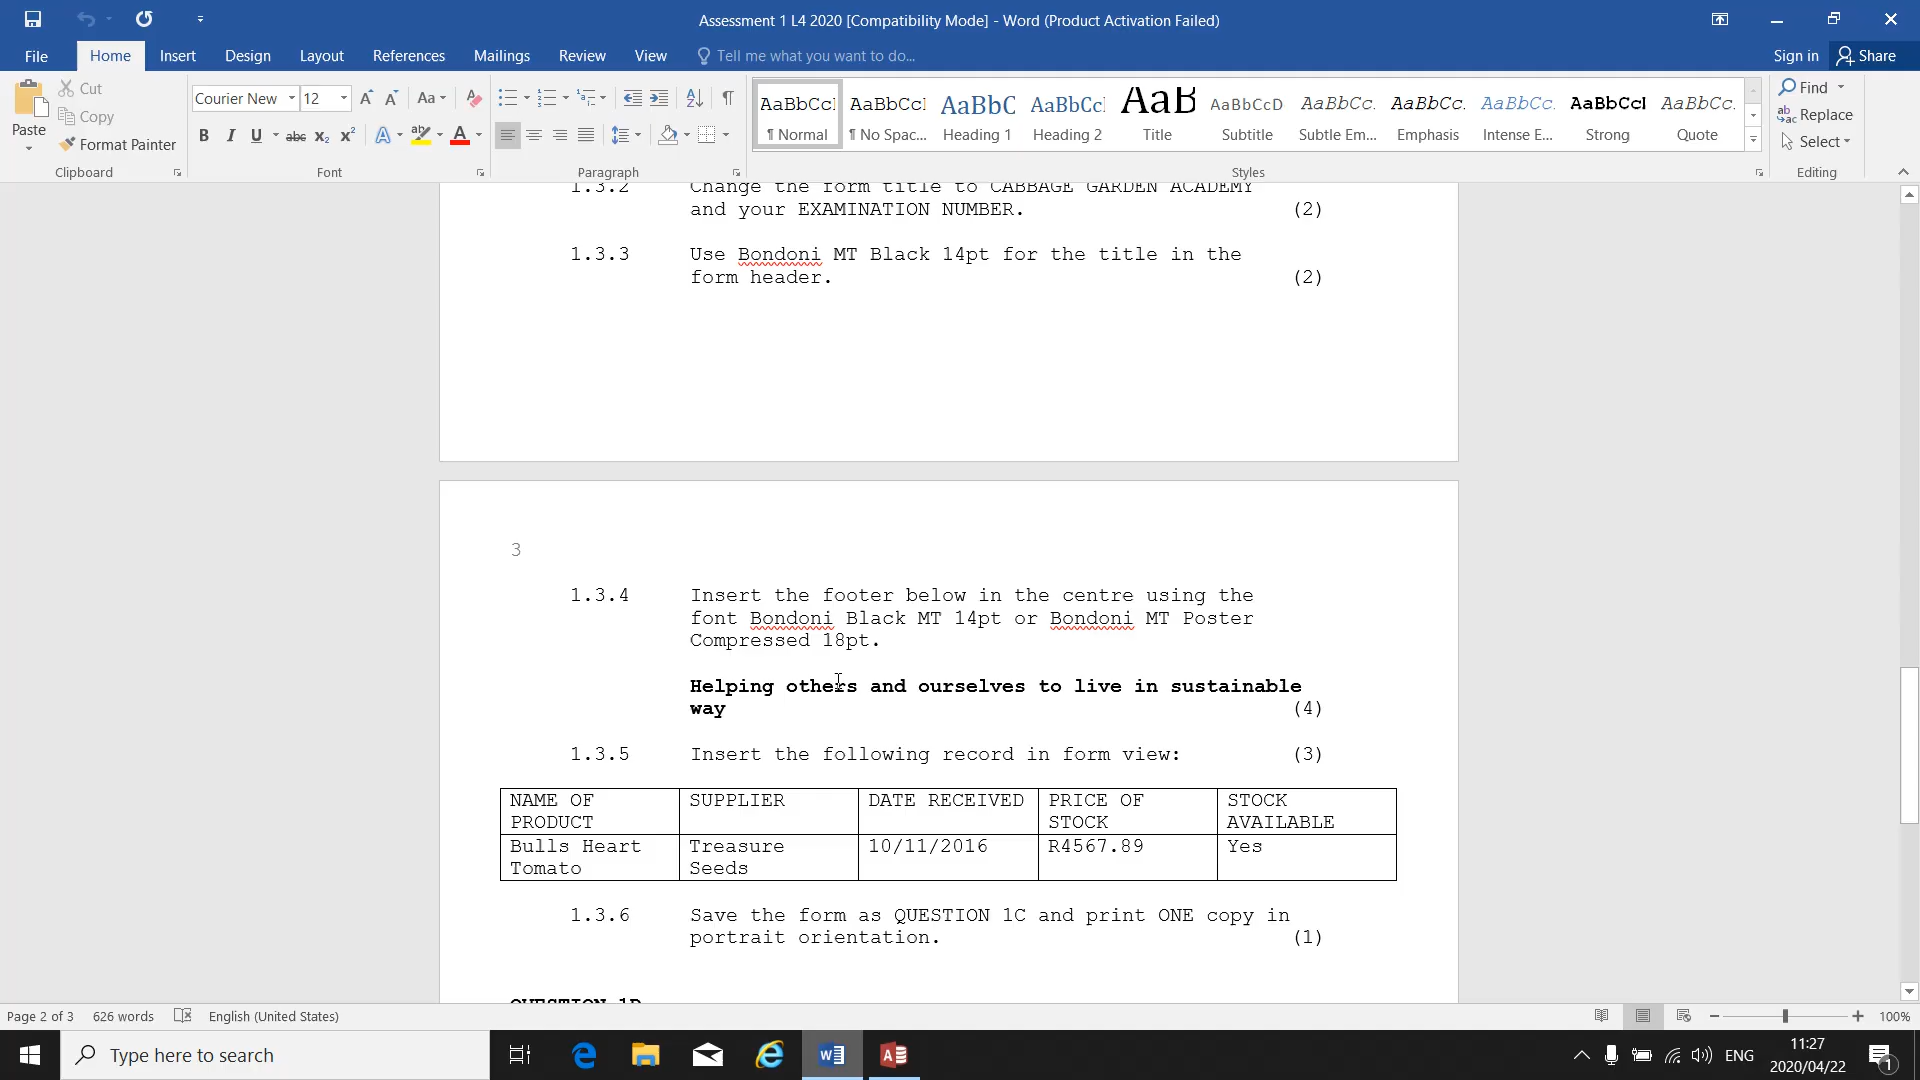 Assessment 1 L4 2020 [Compatibility Mode] - Word (Product Activation Failed)
File Home Insert Design Layout References Mailings Review View Tell me what you want to do... Sign in Share
Paste
Cut
Copy
Format Painter
Clipboard
Courier New 12
Font
Paragraph
AaBbCcI AaBbCcI AaBbC AaBbCcI AaB AaBbCcD AaBbCc. AaBbCc. AaBbCc. AaBbCcI AaBbCc.
¶ Normal ¶ No Spac... Heading 1 Heading 2 Title Subtitle Subtle Em... Emphasis Intense E... Strong Quote
Styles
Find
Replace
Select
Editing
1.3.2 Change the form title to CABBAGE GARDEN ACADEMY
and your EXAMINATION NUMBER. (2)
1.3.3 Use Bondoni MT Black 14pt for the title in the
form header. (2)
3
1.3.4 Insert the footer below in the centre using the
font Bondoni Black MT 14pt or Bondoni MT Poster
Compressed 18pt.
Helping others and ourselves to live in sustainable
way (4)
1.3.5 Insert the following record in form view: (3)
NAME OF PRODUCT SUPPLIER DATE RECEIVED PRICE OF STOCK STOCK AVAILABLE
Bulls Heart Tomato Treasure Seeds 10/11/2016 R4567.89 Yes
1.3.6 Save the form as QUESTION 1C and print ONE copy in
portrait orientation. (1)
QUESTION 1D
Page 2 of 3 626 words English (United States) 100%
Type here to search
ENG
11:27
2020/04/22
1